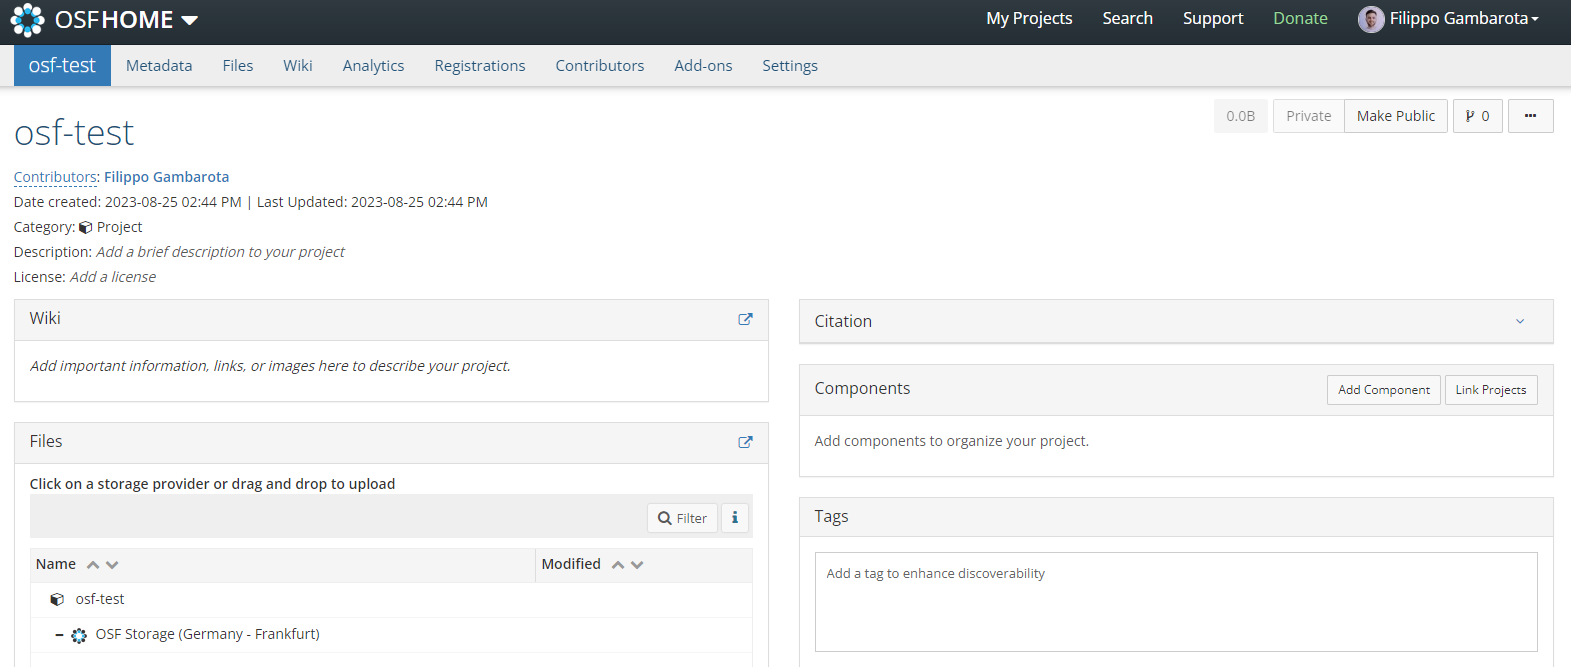 OSFHOME
My Projects Search Support Donate Filippo Gambarota
osf-test Metadata Files Wiki Analytics Registrations Contributors Add-ons Settings
osf-test
0.0B Private Make Public 0 ...
Contributors: Filippo Gambarota
Date created: 2023-08-25 02:44 PM | Last Updated: 2023-08-25 02:44 PM
Category: Project
Description: Add a brief description to your project
License: Add a license
Wiki
Add important information, links, or images here to describe your project.
Files
Click on a storage provider or drag and drop to upload
Filter i
Name Modified
osf-test
OSF Storage (Germany - Frankfurt)
Citation
Components
Add Component Link Projects
Add components to organize your project.
Tags
Add a tag to enhance discoverability